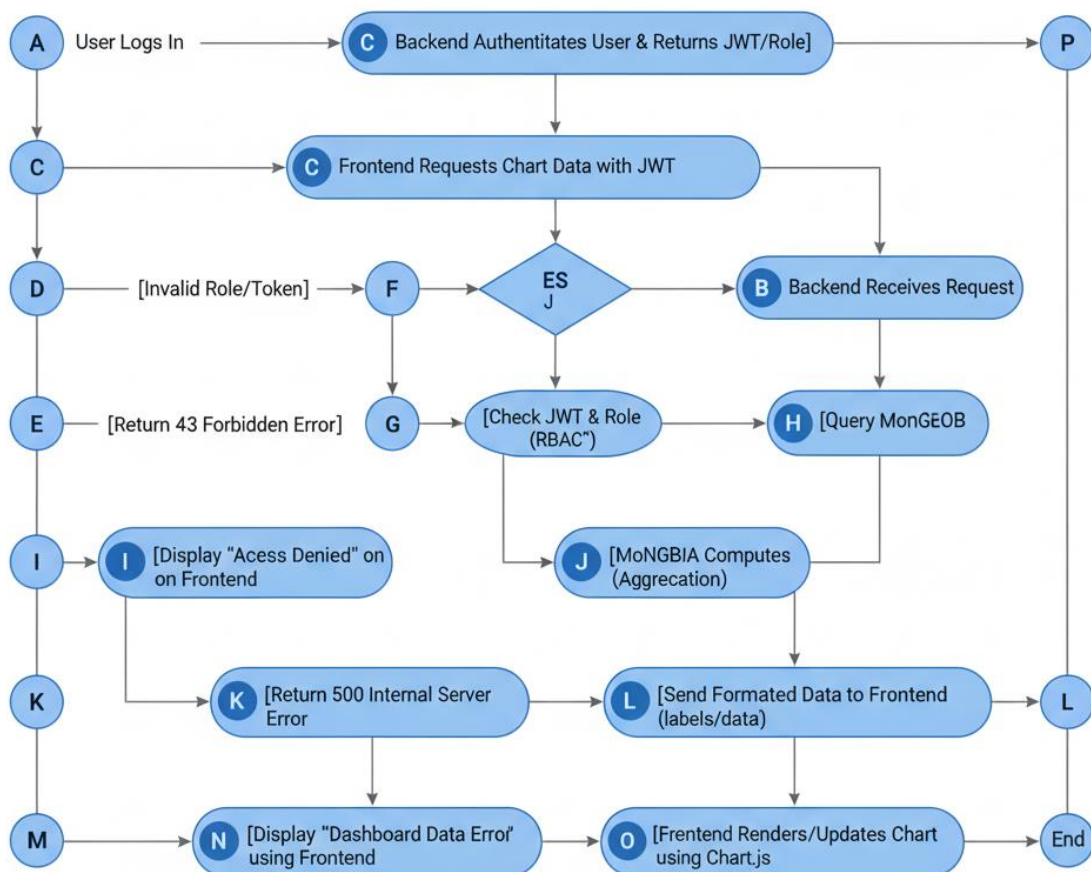 A
User Logs In
C Backend Authentitates User & Returns JWT/Role]
P
C
C Frontend Requests Chart Data with JWT
D
[Invalid Role/Token]
F
ES
J
B Backend Receives Request
E
[Return 43 Forbidden Error]
G
[Check JWT & Role
(RBAC")
H [Query MonGEOB
I
I [Display "Acess Denied" on
on Frontend
J [MoNGBIA Computes
(Aggrecation)
K
K [Return 500 Internal Server
Error
L [Send Formated Data to Frontend
(labels/data)
L
M
N [Display "Dashboard Data Error'
using Frontend
O [Frontend Renders/Updates Chart
using Chart.js
End